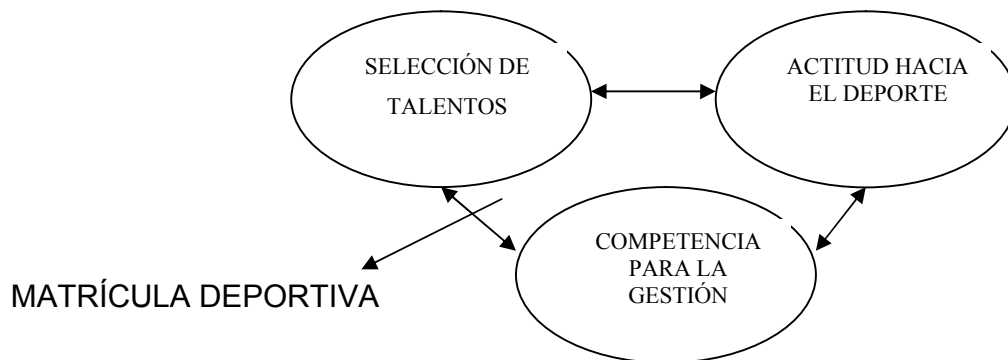 SELECCIÓN DE
TALENTOS
ACTITUD HACIA
EL DEPORTE
COMPETENCIA
PARA LA
GESTIÓN
MATRÍCULA DEPORTIVA